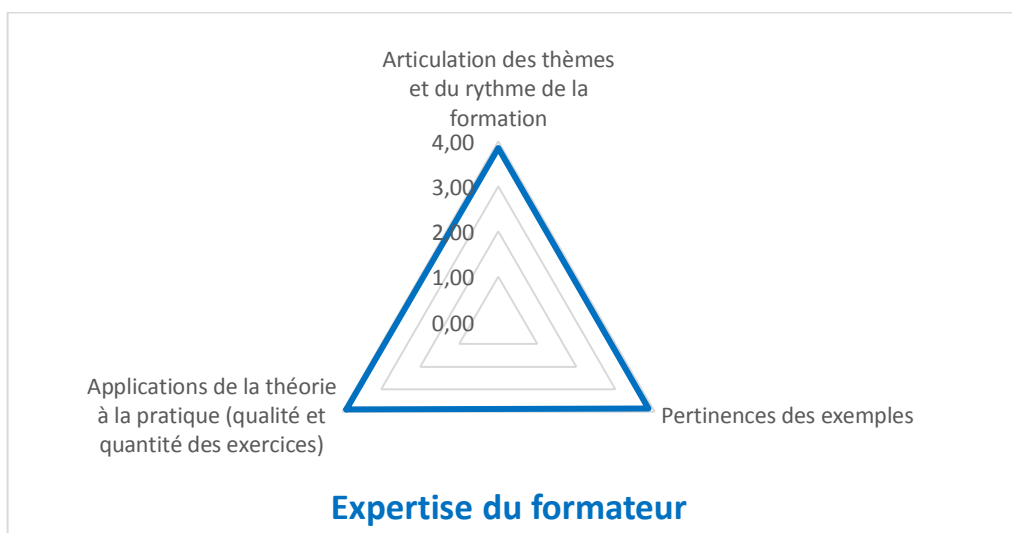 Articulation des thèmes
et du rythme de la
formation
4,00
3,00
2,00
1,00
0,00
Applications de la théorie
à la pratique (qualité et
quantité des exercices)
Pertinences des exemples
Expertise du formateur